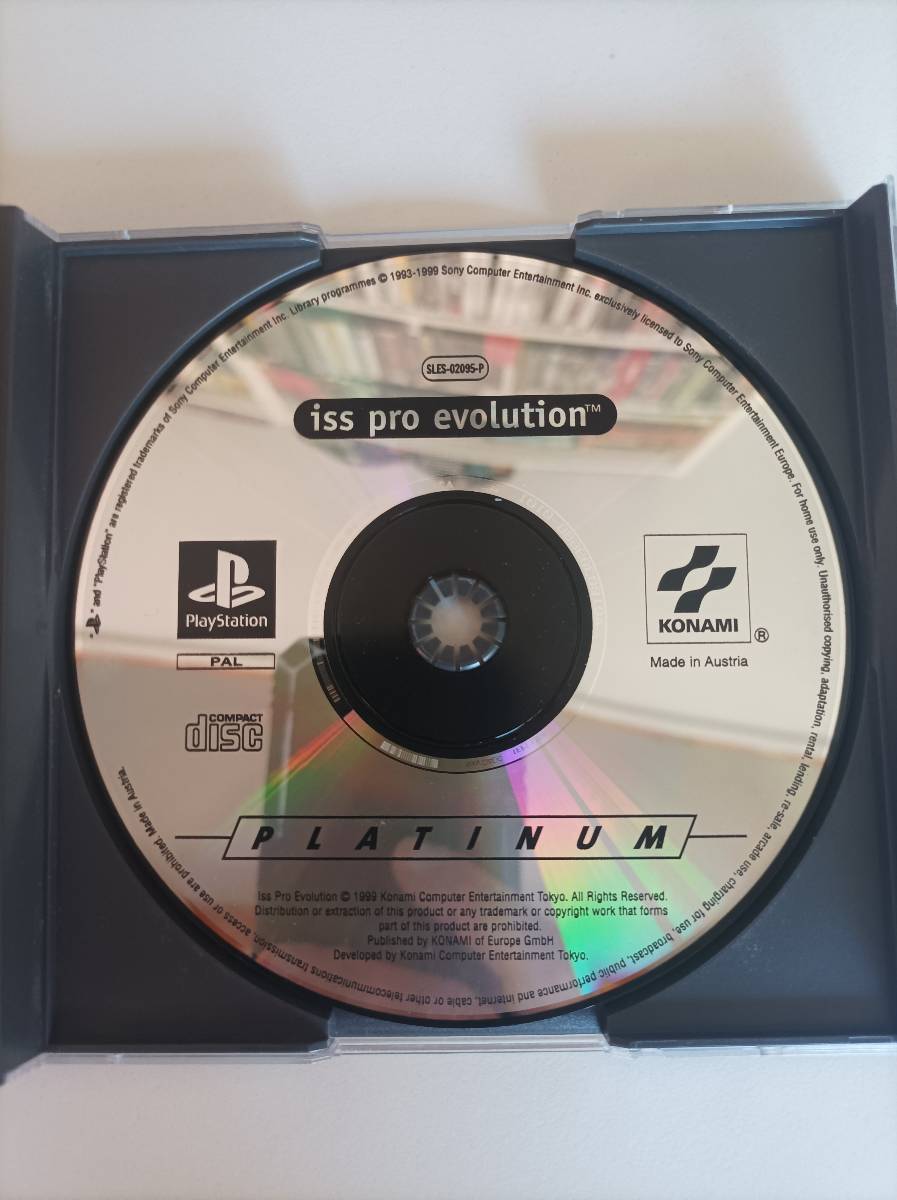 " and "PlayStation" are registered trademarks of Sony Computer Entertainment Inc. Library programmes © 1993-1999 Sony Computer Entertainment Inc. exclusively licensed to Sony Computer Entertainment Europe. For home use only. Unauthorised copying, adaptation, rental, lending, re-sale, arcade use, charging for use, broadcast, public performance and internet, cable or other telecommunications transmission, access or use are prohibited. Made in Austria.
SLES-02095-P
iss pro evolution™
PlayStation
PAL
COMPACT
disc
KONAMI ®
Made in Austria
PLATINUM
Iss Pro Evolution © 1999 Konami Computer Entertainment Tokyo. All Rights Reserved.
Distribution or extraction of this product or any trademark or copyright work that forms
part of this product are prohibited.
Published by KONAMI of Europe GmbH
Developed by Konami Computer Entertainment Tokyo.